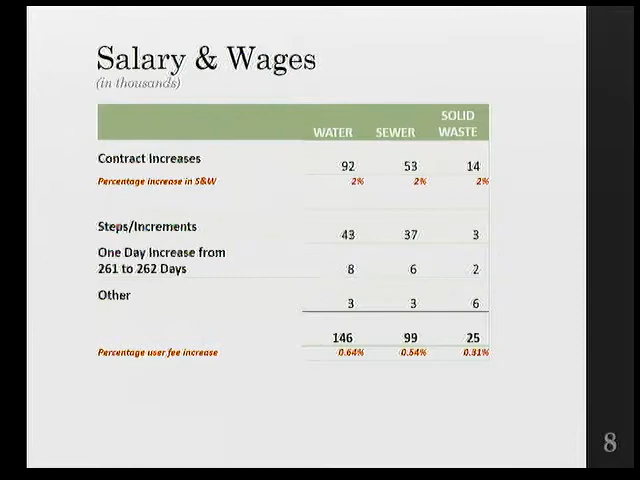 Salary & Wages
(in thousands)
WATER SEWER SOLID WASTE
Contract Increases 92 53 14
Percentage increase in S&W 2% 2% 2%
Steps/Increments 43 37 3
One Day Increase from
261 to 262 Days 8 6 2
Other 3 3 6
146 99 25
Percentage user fee increase 0.64% 0.54% 0.31%
8